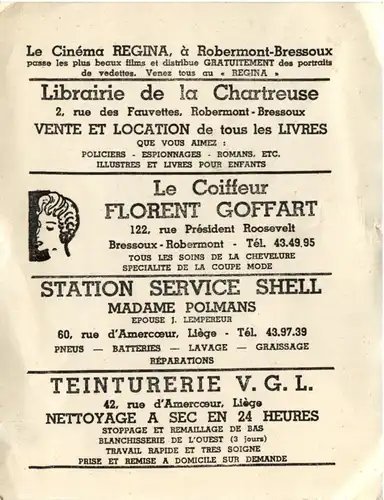 Le Cinéma REGINA, à Robermont-Bressoux
passe les plus beaux films et distribue GRATUITEMENT des portraits
de vedettes. Venez tous au « REGINA »
Librairie de la Chartreuse
2, rue des Fauvettes, Robermont-Bressoux
VENTE ET LOCATION de tous les LIVRES
QUE VOUS AIMEZ :
POLICIERS - ESPIONNAGES - ROMANS, ETC.
ILLUSTRES ET LIVRES POUR ENFANTS
Le Coiffeur
FLORENT GOFFART
122, rue Président Roosevelt
Bressoux-Robermont - Tél. 43.49.95
TOUS LES SOINS DE LA CHEVELURE
SPECIALITE DE LA COUPE MODE
STATION SERVICE SHELL
MADAME POLMANS
EPOUSE J. LEMPEREUR
60, rue d'Amercœur, Liège - Tél. 43.97.39
PNEUS — BATTERIES — LAVAGE — GRAISSAGE
RÉPARATIONS
TEINTURERIE V. G. L.
42, rue d'Amercœur, Liège
NETTOYAGE A SEC EN 24 HEURES
STOPPAGE ET REMAILLAGE DE BAS
BLANCHISSERIE DE L'OUEST (3 jours)
TRAVAIL RAPIDE ET TRES SOIGNE
PRISE ET REMISE A DOMICILE SUR DEMANDE